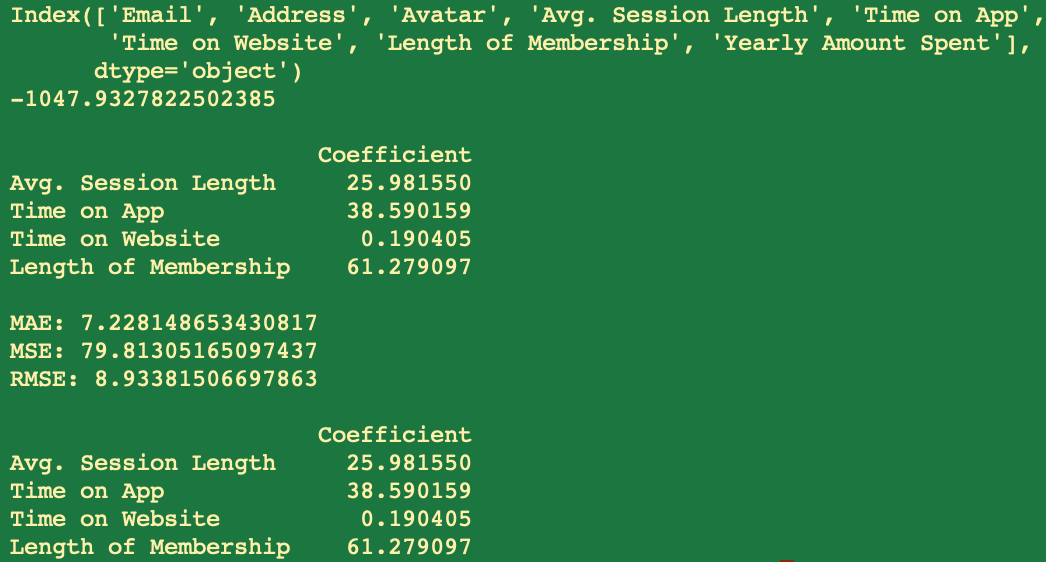 Index(['Email', 'Address', 'Avatar', 'Avg. Session Length', 'Time on App',
       'Time on Website', 'Length of Membership', 'Yearly Amount Spent'],
      dtype='object')
-1047.9327822502385

                      Coefficient
Avg. Session Length     25.981550
Time on App             38.590159
Time on Website          0.190405
Length of Membership    61.279097

MAE: 7.228148653430817
MSE: 79.81305165097437
RMSE: 8.93381506697863

                      Coefficient
Avg. Session Length     25.981550
Time on App             38.590159
Time on Website          0.190405
Length of Membership    61.279097